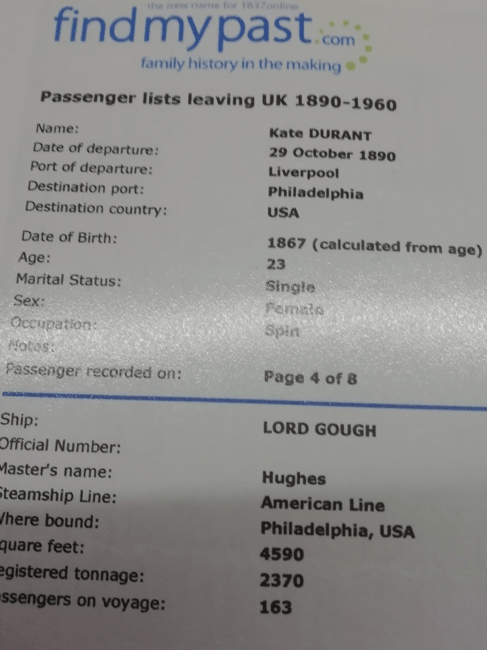 the new name for 1837online
findmypast.com
family history in the making
Passenger lists leaving UK 1890-1960
Name: Kate DURANT
Date of departure: 29 October 1890
Port of departure: Liverpool
Destination port: Philadelphia
Destination country: USA
Date of Birth: 1867 (calculated from age)
Age: 23
Marital Status: Single
Sex: Female
Occupation: Spin
Notes:
Passenger recorded on: Page 4 of 8
Ship: LORD GOUGH
Official Number:
Master's name: Hughes
Steamship Line: American Line
Where bound: Philadelphia, USA
quare feet: 4590
egistered tonnage: 2370
ssengers on voyage: 163